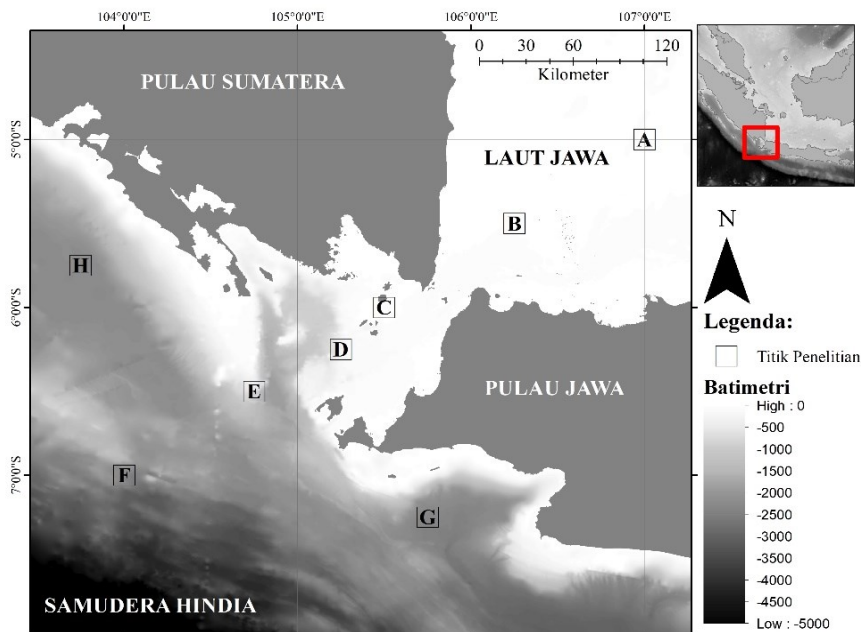 104°0'0"E 105°0'0"E 106°0'0"E 107°0'0"E
0 30 60 120
Kilometer
PULAU SUMATERA
5°0'0"S
A
LAUT JAWA
B
H
C
6°0'0"S
D
E
PULAU JAWA
F
7°0'0"S
G
SAMUDERA HINDIA
N
Legenda:
Titik Penelitian
Batimetri
High : 0
-500
-4000
-1500
-2000
-2500
-3000
-3500
-4000
-4500
Low : -5000